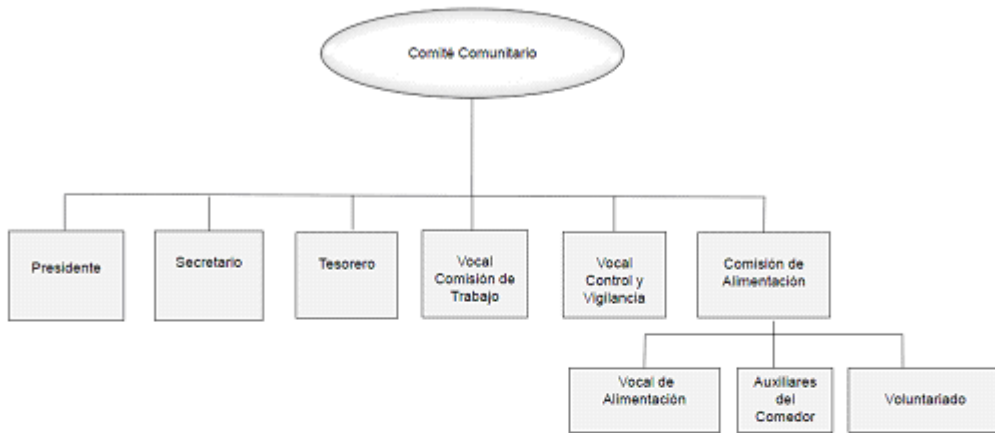 Comité Comunitario
Presidente
Secretario
Tesorero
Vocal
Comisión de
Trabajo
Vocal
Control y
Vigilancia
Comisión de
Alimentación
Vocal de
Alimentación
Auxiliares
del
Comedor
Voluntariado